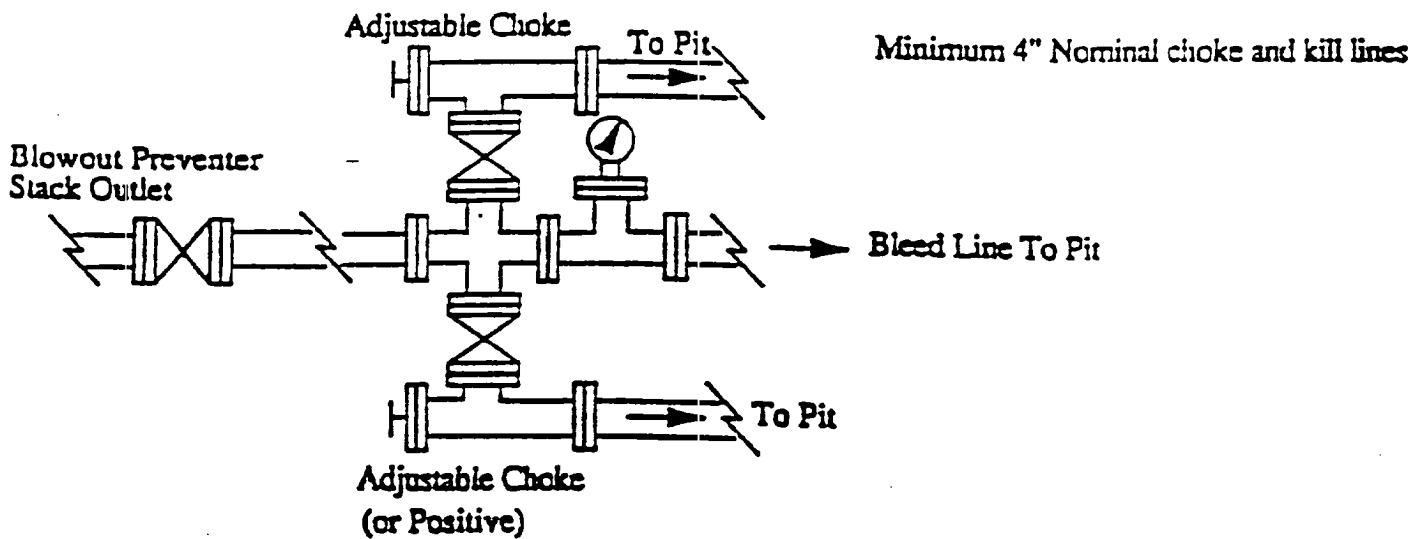 Adjustable Choke
To Pit
Minimum 4" Nominal choke and kill lines
Blowout Preventer
Stack Outlet
Bleed Line To Pit
To Pit
Adjustable Choke
(or Positive)